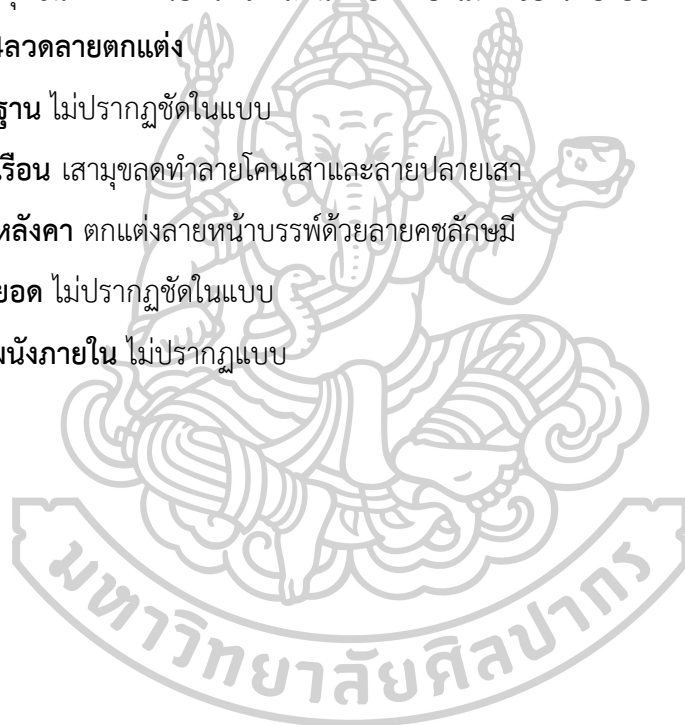 ลวดลายตกแต่ง
ฐาน ไม่ปรากฏชัดในแบบ
เรือน เสามุขลดทำลายโคนเสาและลายปลายเสา
หลังคา ตกแต่งลายหน้าบรรพ์ด้วยลายคชลักษมี
ยอด ไม่ปรากฏชัดในแบบ
ภายใน ไม่ปรากฏแบบ
มหาวิทยาลัยศิลปากร